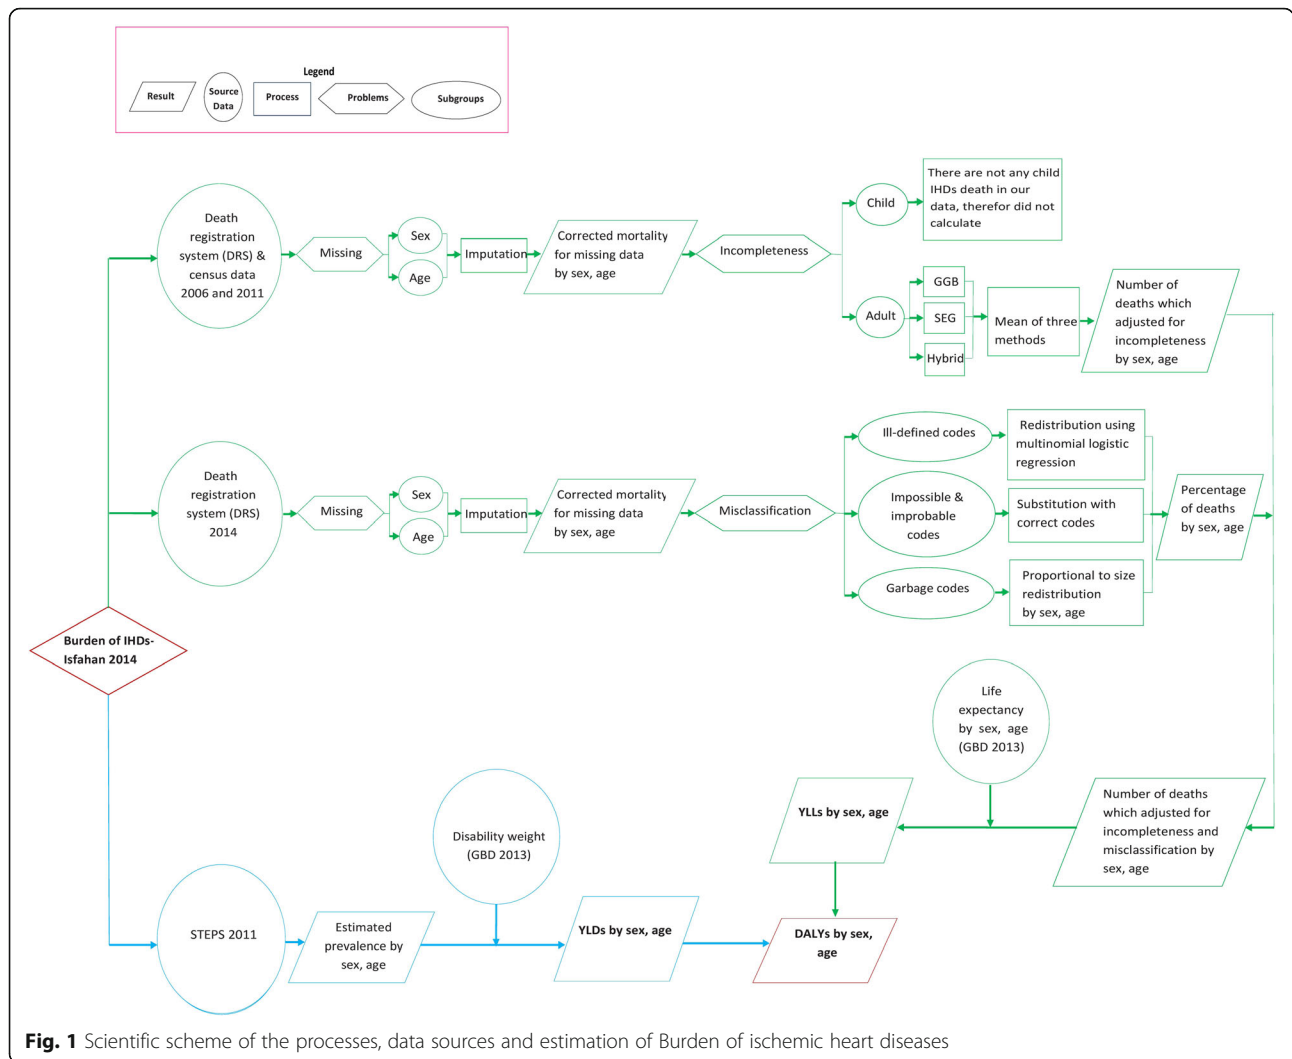 Legend
Result
Source
Data
Process
Problems
Subgroups
Death
registration
system (DRS) &
census data
2006 and 2011
Missing
Sex
Age
Imputation
Corrected mortality
for missing data
by sex, age
Incompleteness
Child
There are not any child
IHDs death in our
data, therefor did not
calculate
Adult
GGB
SEG
Hybrid
Mean of three
methods
Number of
deaths which
adjusted for
incompleteness
by sex, age
Death
registration
system (DRS)
2014
Missing
Sex
Age
Imputation
Corrected mortality
for missing data
by sex, age
Misclassification
Ill-defined codes
Redistribution using
multinomial logistic
regression
Impossible &
improbable
codes
Substitution with
correct codes
Garbage codes
Proportional to size
redistribution
by sex, age
Percentage
of deaths
by sex, age
Burden of IHDs-
Isfahan 2014
Life
expectancy
by sex, age
(GBD 2013)
Number of deaths
which adjusted for
incompleteness and
misclassification by
sex, age
YLLs by sex, age
Disability weight
(GBD 2013)
STEPS 2011
Estimated
prevalence by
sex, age
YLDs by sex, age
DALYs by sex,
age
Fig. 1 Scientific scheme of the processes, data sources and estimation of Burden of ischemic heart diseases